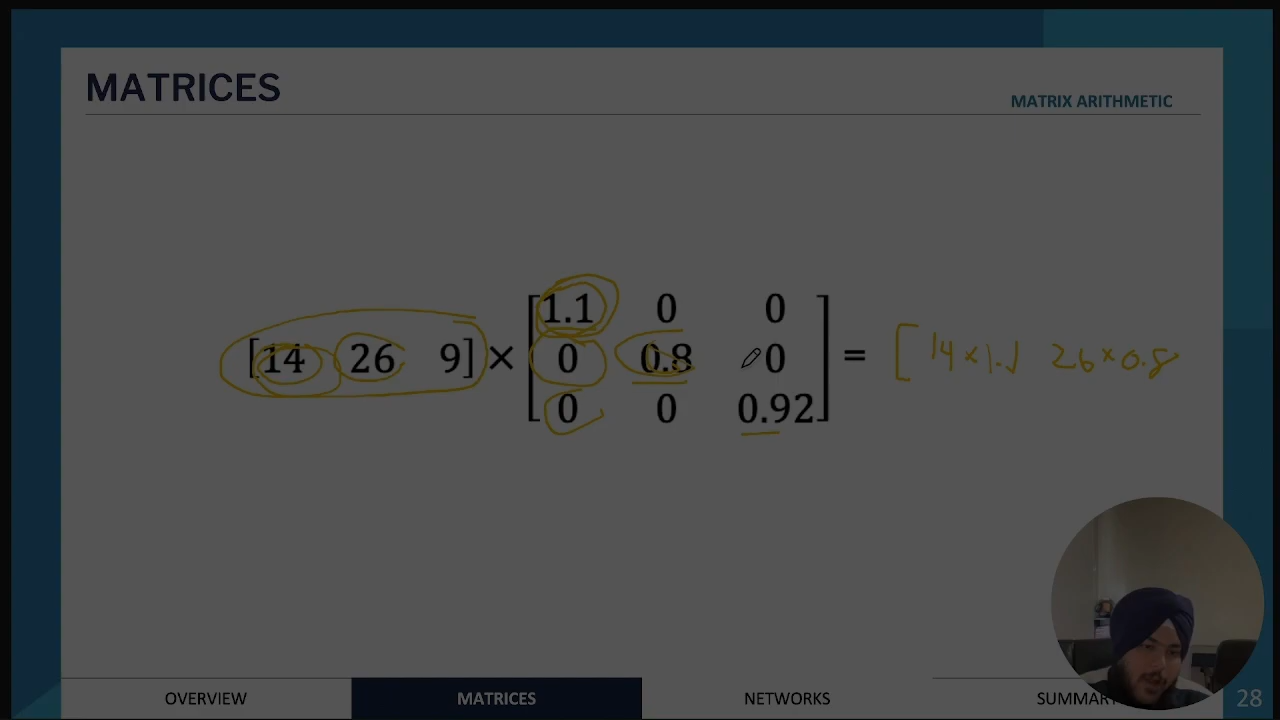 MATRICES
MATRIX ARITHMETIC
1.1 0 0
[14 26 9] × 0 0.8 0 = [ 14×1.1 26×0.8
0 0 0.92
OVERVIEW MATRICES NETWORKS SUMMAR
28